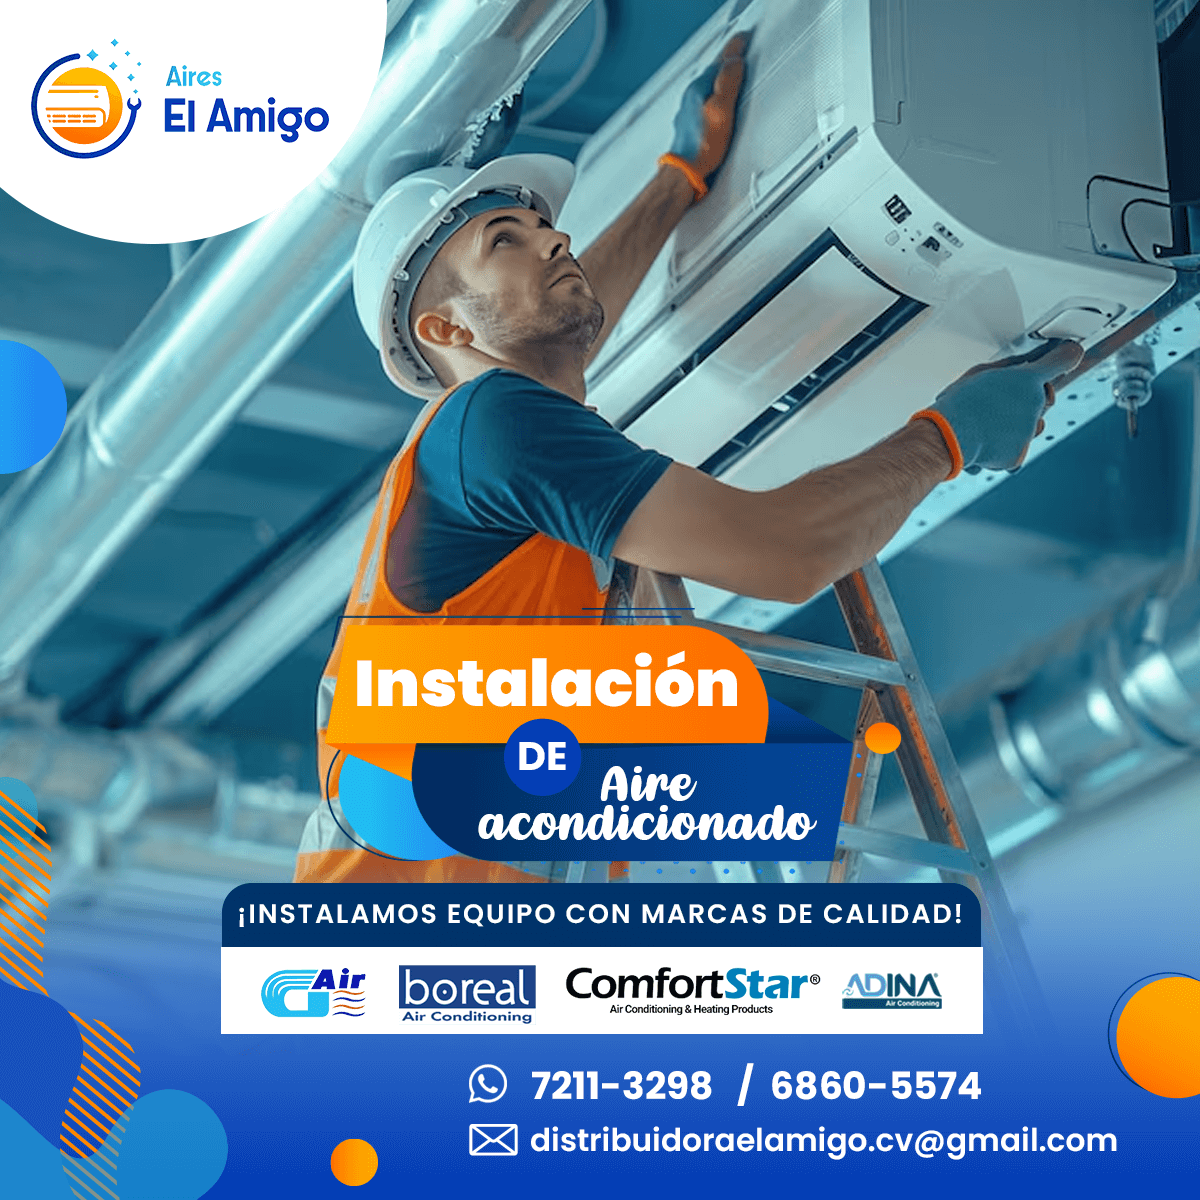 Aires
El Amigo
Instalación
DE
Aire
acondicionado
¡INSTALAMOS EQUIPO CON MARCAS DE CALIDAD!
GAir
boreal
Air Conditioning
ComfortStar®
Air Conditioning & Heating Products
ADINA®
Air Conditioning
7211-3298 / 6860-5574
distribuidoraelamigo.cv@gmail.com